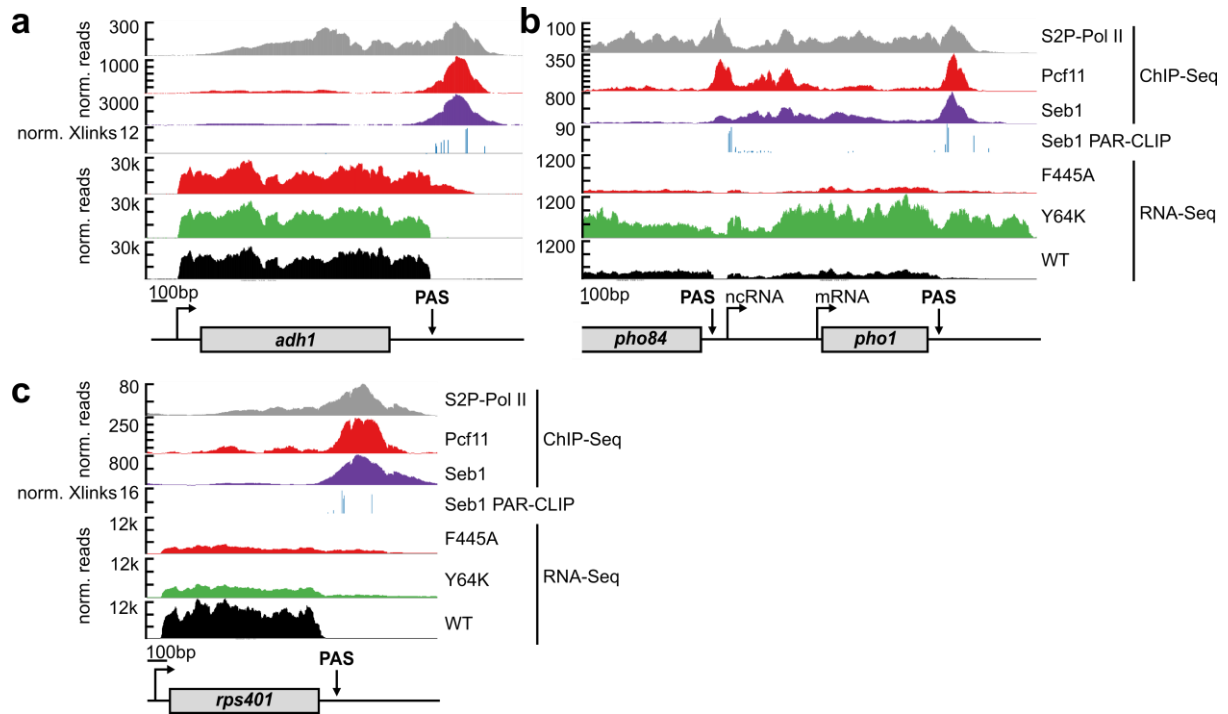 a
norm. reads
300
1000
3000
norm. Xlinks 12
norm. reads
30k
30k
30k
100bp
PAS
adh1
b
100
350
800
90
1200
1200
1200
S2P-Pol II
Pcf11
Seb1
ChIP-Seq
Seb1 PAR-CLIP
F445A
Y64K
WT
RNA-Seq
100bp
PAS
ncRNA
mRNA
PAS
pho84
pho1
c
norm. reads
80
250
800
norm. Xlinks 16
norm. reads
12k
12k
12k
S2P-Pol II
Pcf11
Seb1
ChIP-Seq
Seb1 PAR-CLIP
F445A
Y64K
WT
RNA-Seq
100bp
PAS
rps401